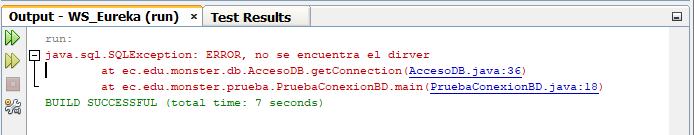 Output - WS_Eureka (run) x Test Results
run:
java.sql.SQLException: ERROR, no se encuentra el dirver
at ec.edu.monster.db.AccesoDB.getConnection(AccesoDB.java:36)
at ec.edu.monster.prueba.PruebaConexionBD.main(PruebaConexionBD.java:18)
BUILD SUCCESSFUL (total time: 7 seconds)